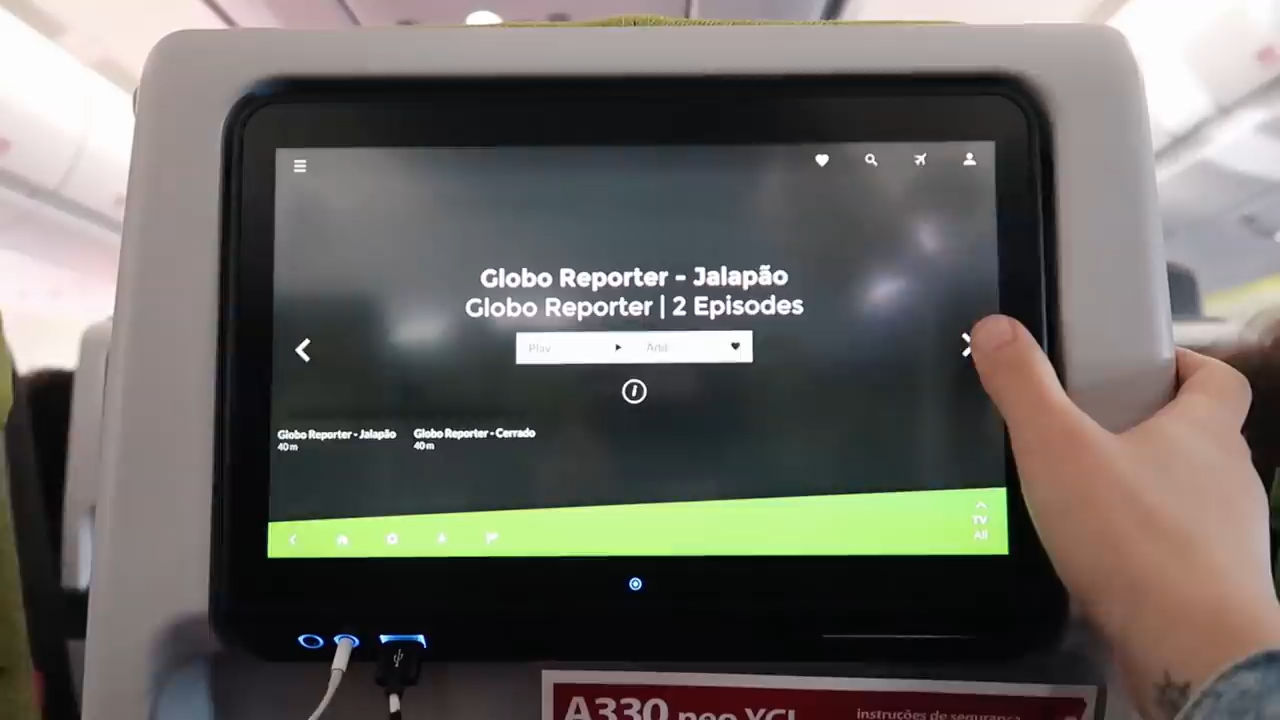 Globo Reporter - Jalapão
Globo Reporter | 2 Episodes
Play
Add
Globo Reporter - Jalapão
40 m
Globo Reporter - Cerrado
40 m
TV
All
A330 neo YCL
instruções de segurança